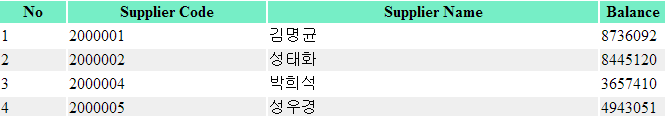 No Supplier Code Supplier Name Balance
1 2000001 김명균 8736092
2 2000002 성태화 8445120
3 2000004 박희석 3657410
4 2000005 성우경 4943051